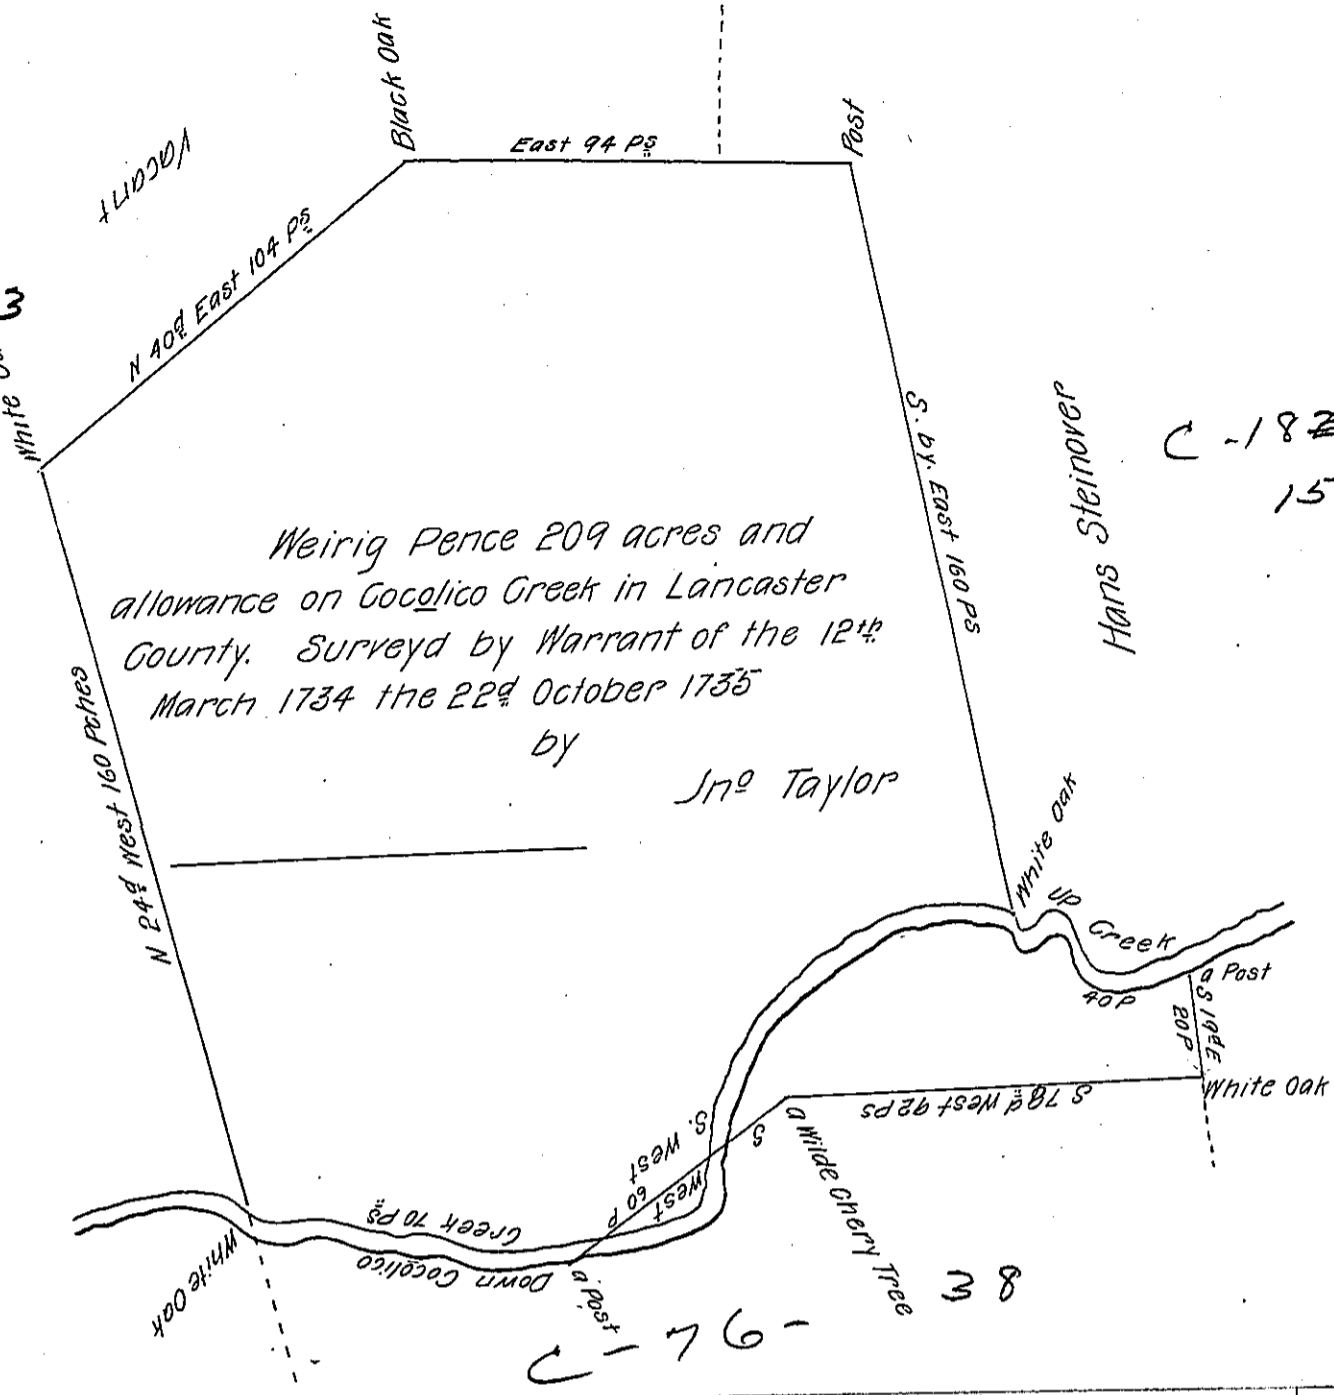 Black Oak
East 94 Ps
Post
Vacant
N 40d East 104 Ps
3
White
S. by. East 160 Ps
Hans Steinover
C - 18
15
Weirig Pence 209 acres and
allowance on Cocolico Creek in Lancaster
County. Surveyd by Warrant of the 12th
March 1734 the 22d October 1735
by
Jno Taylor
N 24d West 160 Pches
White Oak
Up
Creek
40P
a Post
S 19d E
20P
White Oak
S 78d West 92 Ps
a Wilde Chery Tree
S
S. West
West 60 P
Creek 70 Ps
Down Cocolico
a Post
White Oak
38
C - 76 -